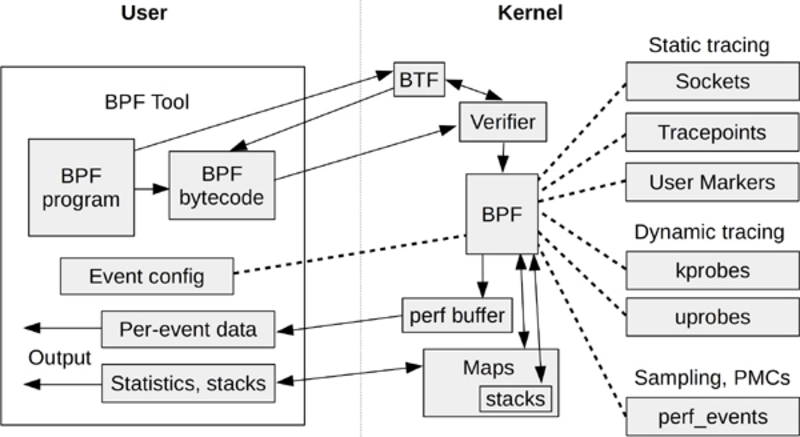 User
Kernel
BPF Tool
BPF
program
BPF
bytecode
Event config
Per-event data
Output
Statistics, stacks
BTF
Verifier
BPF
perf buffer
Maps
stacks
Static tracing
Sockets
Tracepoints
User Markers
Dynamic tracing
kprobes
uprobes
Sampling, PMCs
perf_events